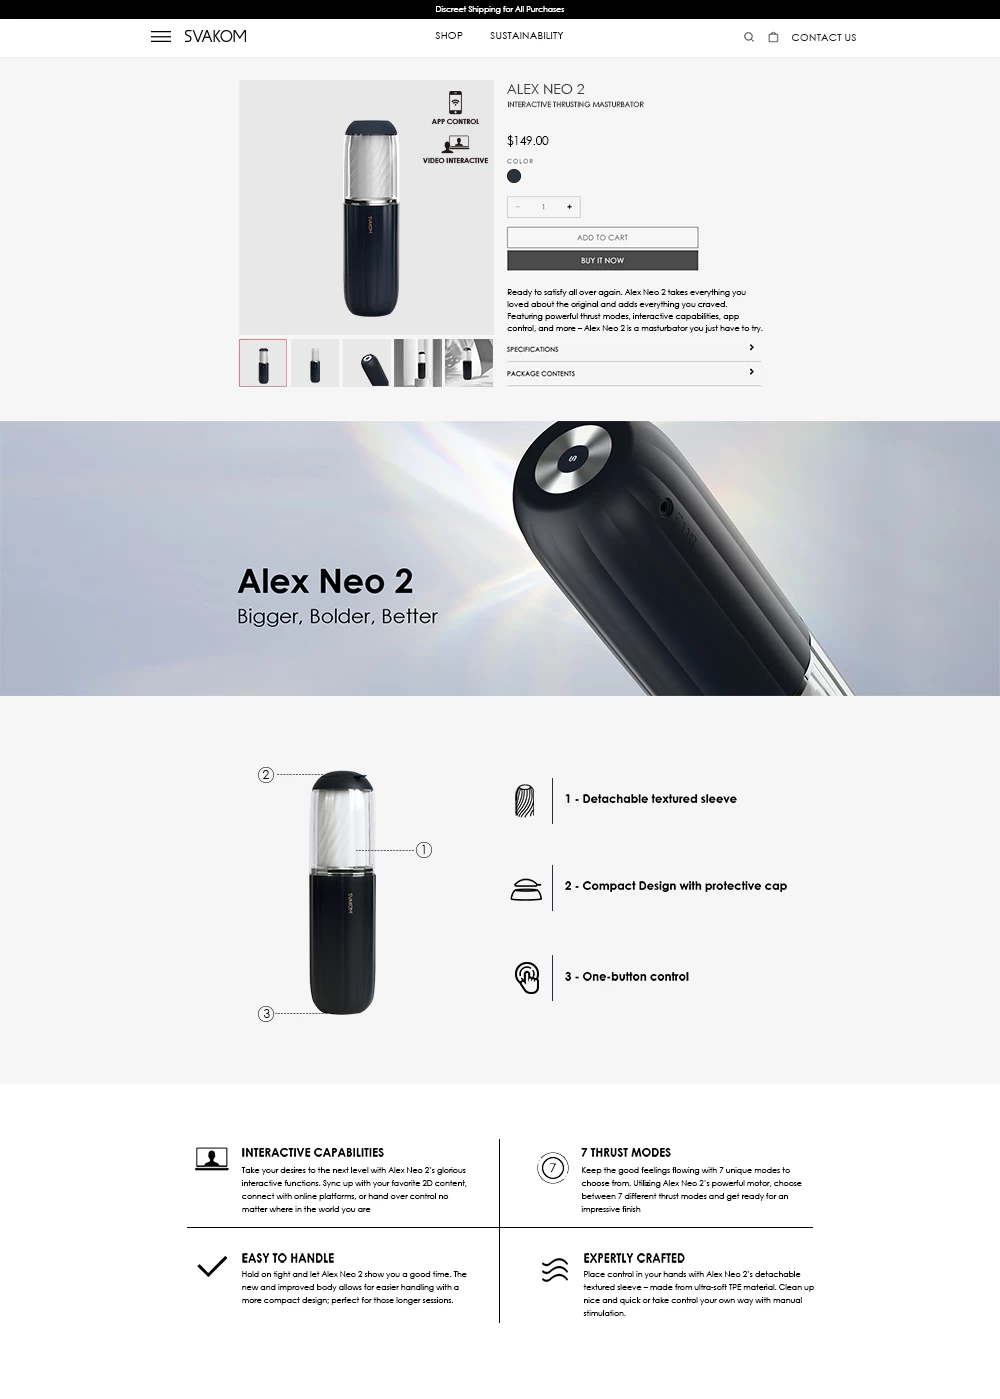 Discreet Shipping for All Purchases
SVAKOM
SHOP
SUSTAINABILITY
CONTACT US
APP CONTROL
VIDEO INTERACTIVE
SVAKOM
ALEX NEO 2
INTERACTIVE THRUSTING MASTURBATOR
$149.00
COLOR
− 1 +
ADD TO CART
BUY IT NOW
Ready to satisfy all over again. Alex Neo 2 takes everything you
loved about the original and adds everything you craved.
Featuring powerful thrust modes, interactive capabilities, app
control, and more – Alex Neo 2 is a masturbator you just have to try.
SPECIFICATIONS
PACKAGE CONTENTS
S
Alex Neo 2
Bigger, Bolder, Better
2
1
SVAKOM
3
1 - Detachable textured sleeve
2 - Compact Design with protective cap
3 - One-button control
INTERACTIVE CAPABILITIES
Take your desires to the next level with Alex Neo 2's glorious
interactive functions. Sync up with your favorite 2D content,
connect with online platforms, or hand over control no
matter where in the world you are
7
7 THRUST MODES
Keep the good feelings flowing with 7 unique modes to
choose from. Utilizing Alex Neo 2's powerful motor, choose
between 7 different thrust modes and get ready for an
impressive finish
EASY TO HANDLE
Hold on tight and let Alex Neo 2 show you a good time. The
new and improved body allows for easier handling with a
more compact design; perfect for those longer sessions.
EXPERTLY CRAFTED
Place control in your hands with Alex Neo 2's detachable
textured sleeve – made from ultra-soft TPE material. Clean up
nice and quick or take control your own way with manual
stimulation.